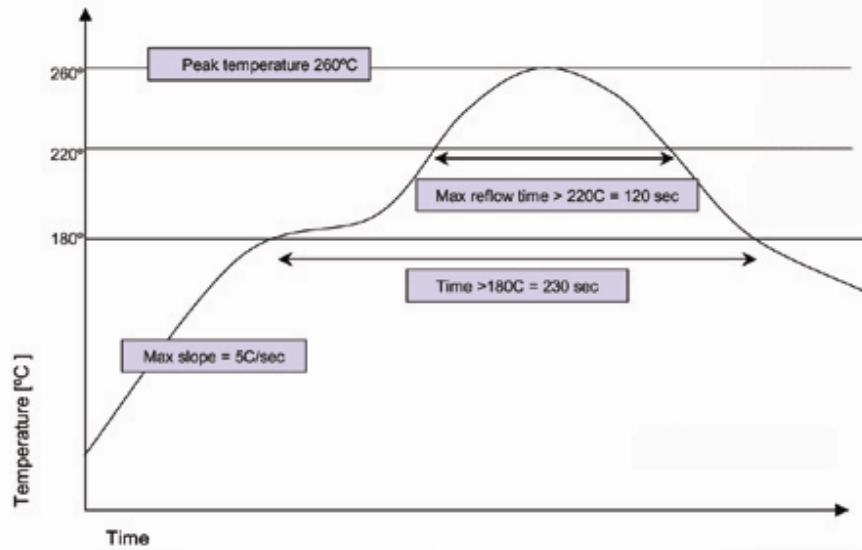 Peak temperature 260ºC
260º
220º
Max reflow time > 220C = 120 sec
180º
Time >180C = 230 sec
Max slope = 5C/sec
Temperature [ºC ]
Time